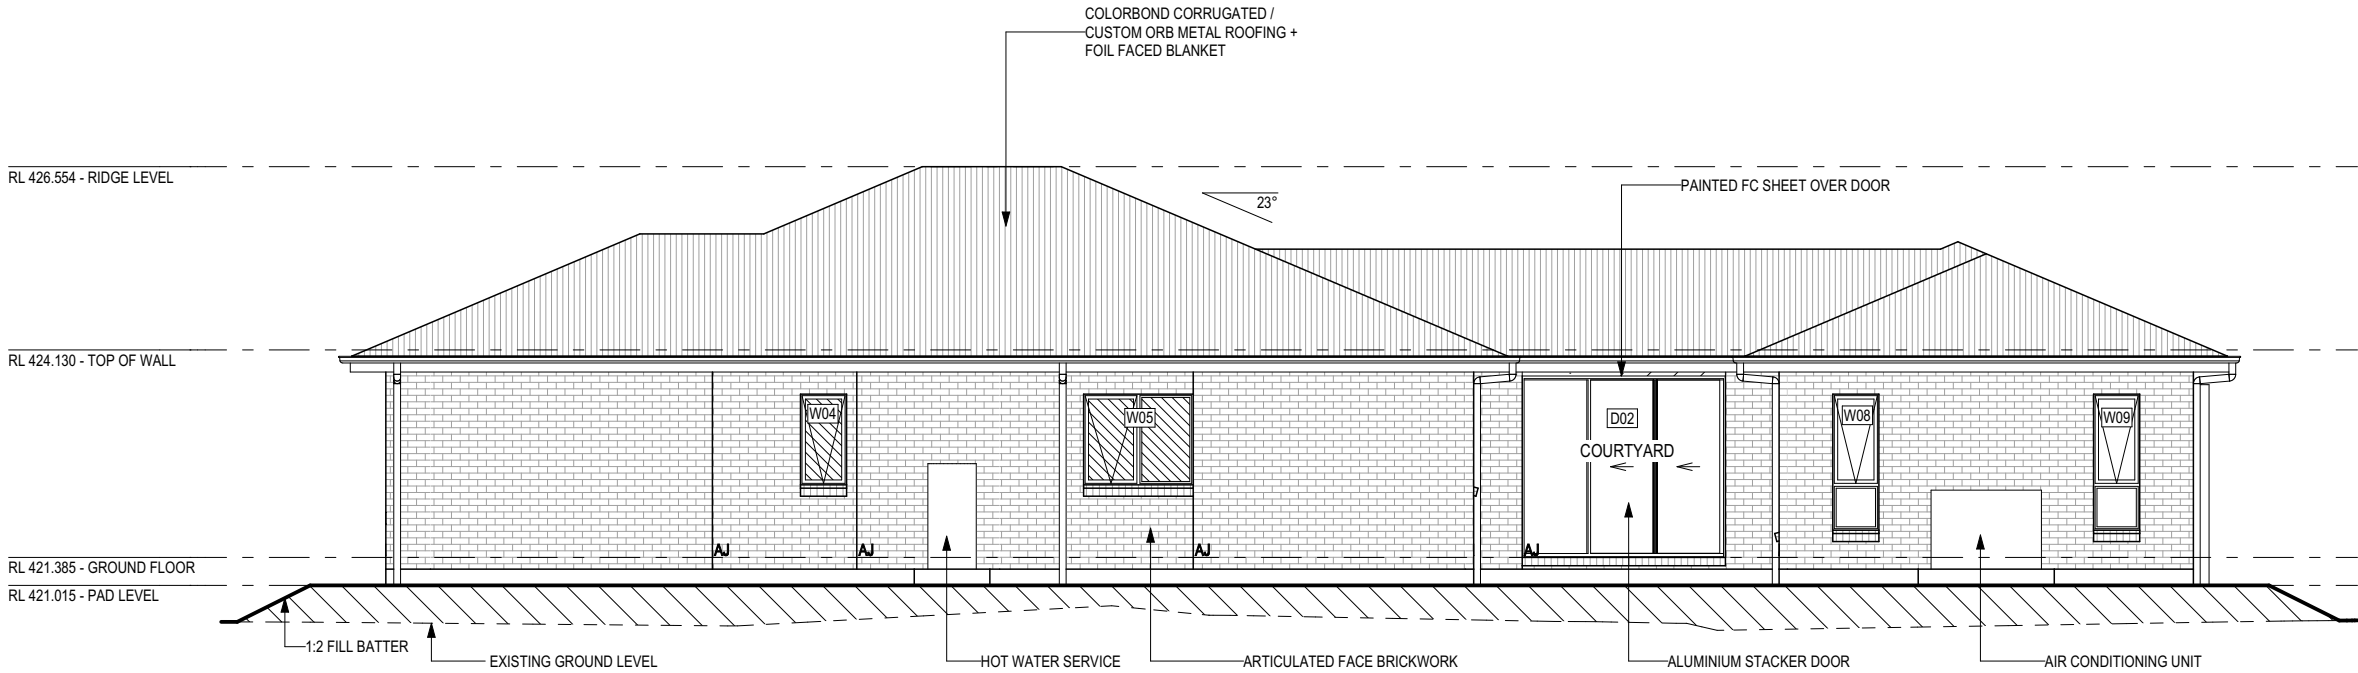 COLORBOND CORRUGATED /
CUSTOM ORB METAL ROOFING +
FOIL FACED BLANKET
RL 426.554 - RIDGE LEVEL
PAINTED FC SHEET OVER DOOR
23°
RL 424.130 - TOP OF WALL
W04
W05
D02
W08
W09
COURTYARD
AJ
AJ
AJ
AJ
RL 421.385 - GROUND FLOOR
RL 421.015 - PAD LEVEL
1:2 FILL BATTER
EXISTING GROUND LEVEL
HOT WATER SERVICE
ARTICULATED FACE BRICKWORK
ALUMINIUM STACKER DOOR
AIR CONDITIONING UNIT